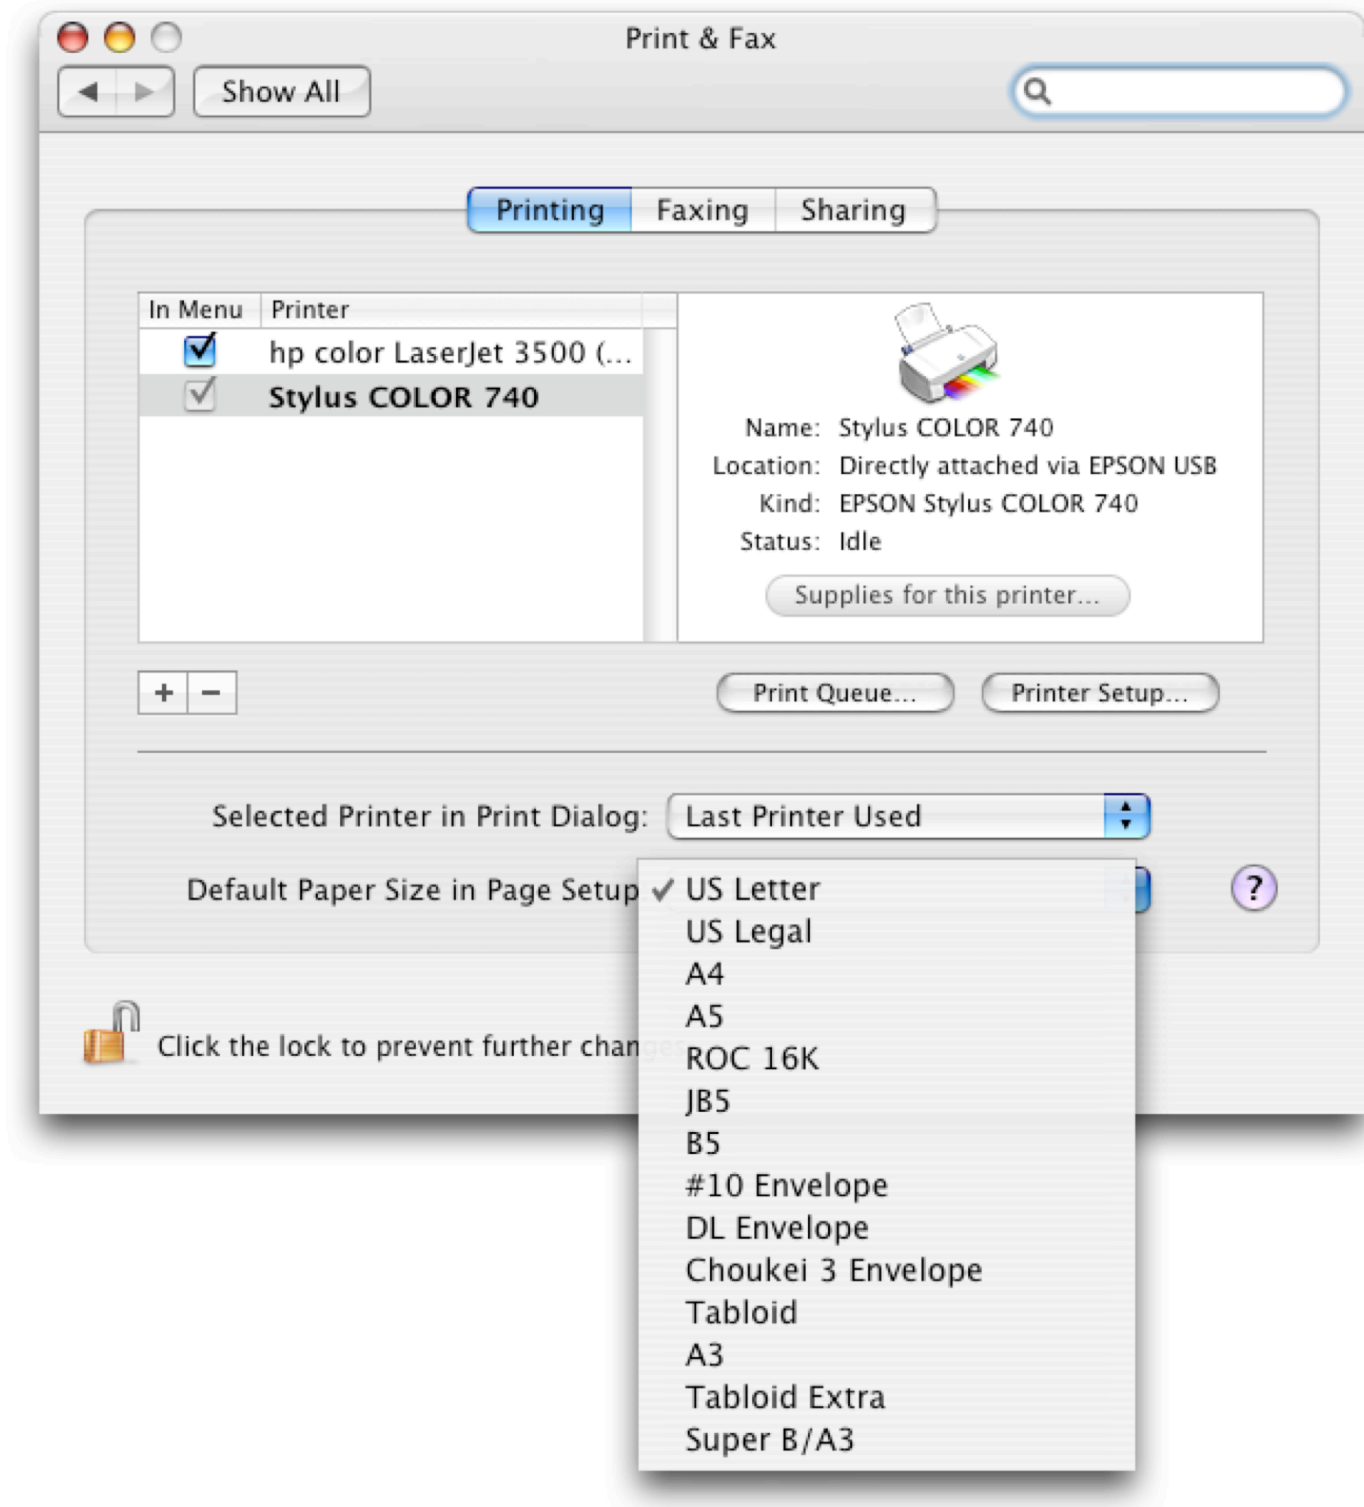 Print & Fax
Show All
Printing Faxing Sharing
In Menu Printer
hp color LaserJet 3500 (...
Stylus COLOR 740
Name: Stylus COLOR 740
Location: Directly attached via EPSON USB
Kind: EPSON Stylus COLOR 740
Status: Idle
Supplies for this printer...
+ −
Print Queue... Printer Setup...
Selected Printer in Print Dialog: Last Printer Used
Default Paper Size in Page Setup
?
US Letter
US Legal
A4
A5
ROC 16K
JB5
B5
#10 Envelope
DL Envelope
Choukei 3 Envelope
Tabloid
A3
Tabloid Extra
Super B/A3
Click the lock to prevent further changes.